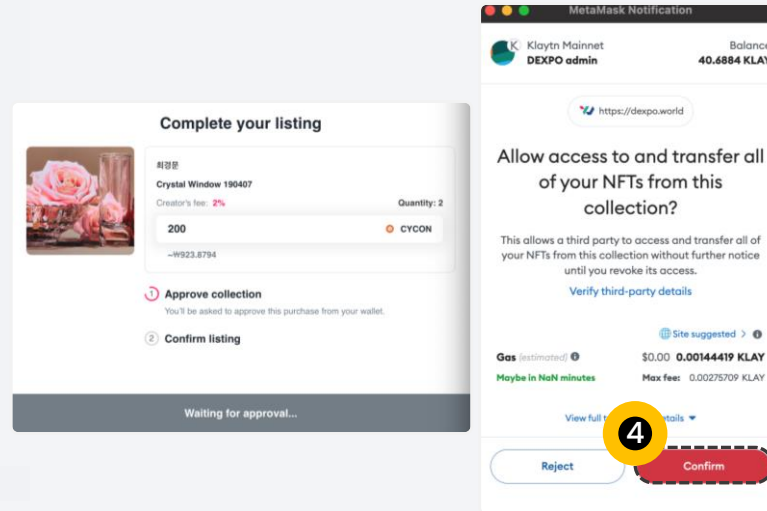 Complete your listing
최경문
Crystal Window 190407
Creator's fee: 2%
Quantity: 2
200
CYCON
~₩923.8794
1
Approve collection
You'll be asked to approve this purchase from your wallet.
2
Confirm listing
Waiting for approval...
MetaMask Notification
K
Klaytn Mainnet
DEXPO admin
Balance
40.6884 KLAY
https://dexpo.world
Allow access to and transfer all
of your NFTs from this
collection?
This allows a third party to access and transfer all of
your NFTs from this collection without further notice
until you revoke its access.
Verify third-party details
Site suggested >
Gas (estimated)
$0.00 0.00144419 KLAY
Maybe in NaN minutes
Max fee: 0.00275709 KLAY
View full
4
Reject
Confirm